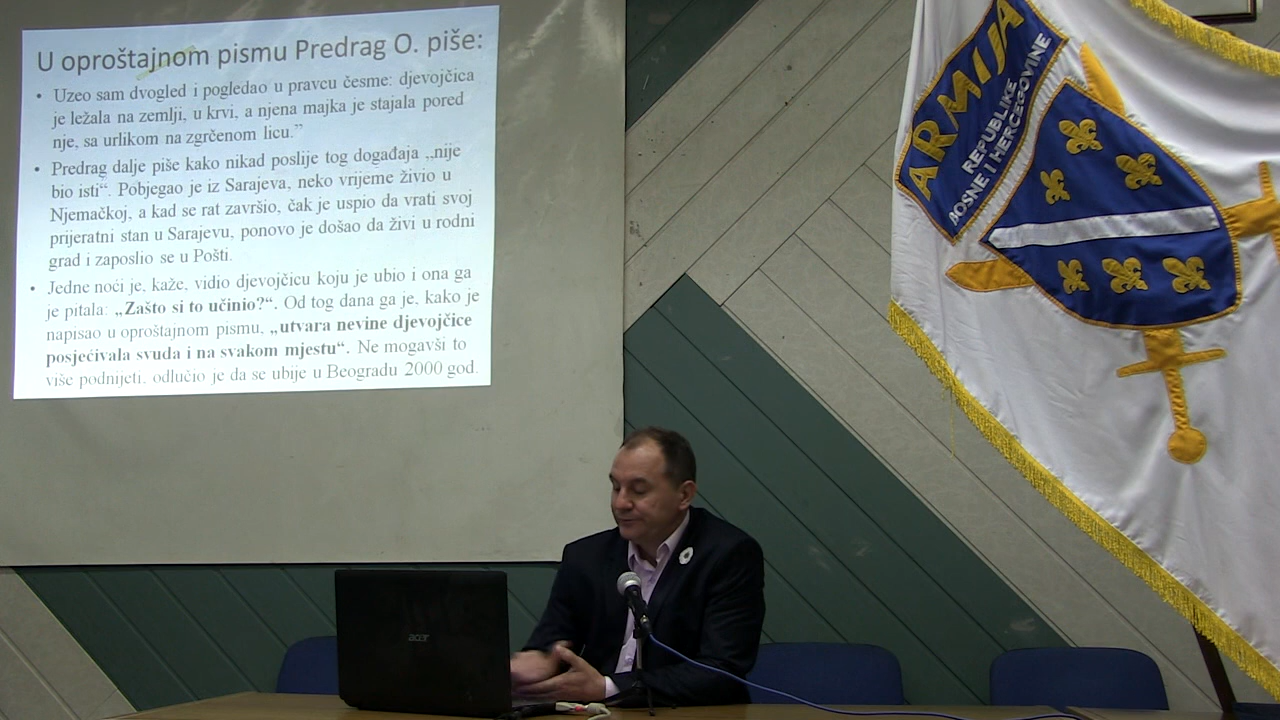 U oproštajnom pismu Predrag O. piše:
• Uzeo sam dvogled i pogledao u pravcu česme: djevojčica
je ležala na zemlji, u krvi, a njena majka je stajala pored
nje, sa urlikom na zgrčenom licu.”
• Predrag dalje piše kako nikad poslije tog događaja „nije
bio isti“. Pobjegao je iz Sarajeva, neko vrijeme živio u
Njemačkoj, a kad se rat završio, čak je uspio da vrati svoj
prijeratni stan u Sarajevu, ponovo je došao da živi u rodni
grad i zaposlio se u Pošti.
• Jedne noći je, kaže, vidio djevojčicu koju je ubio i ona ga
je pitala: „Zašto si to učinio?“. Od tog dana ga je, kako je
napisao u oproštajnom pismu, „utvara nevine djevojčice
posjećivala svuda i na svakom mjestu“. Ne mogavši to
više podnijeti, odlučio je da se ubije u Beogradu 2000 god.
ARMIJA
REPUBLIKE
BOSNE I HERCEGOVINE
acer